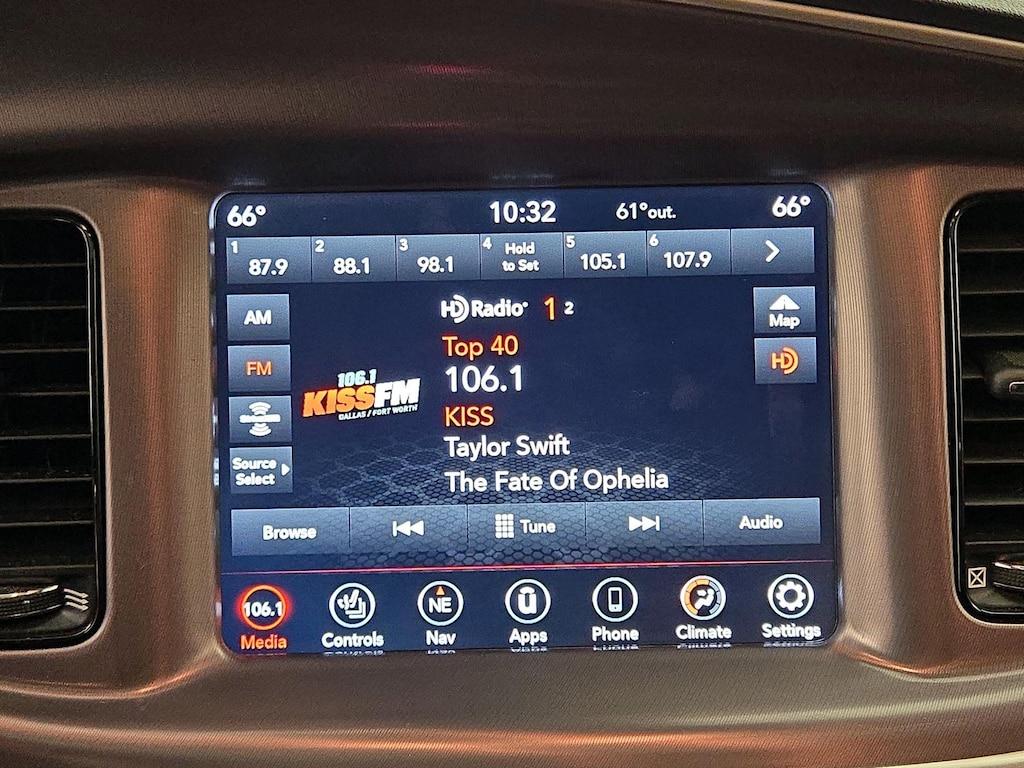 66° 10:32 61°out. 66°
1 87.9 2 88.1 3 98.1 4 Hold to Set 5 105.1 6 107.9
AM
FM
Source
Select
106.1
KISSFM
DALLAS / FORT WORTH
HD Radio 1 2
Top 40
106.1
KISS
Taylor Swift
The Fate Of Ophelia
Map
HD
Browse Tune Audio
106.1 NE
Media Controls Nav Apps Phone Climate Settings